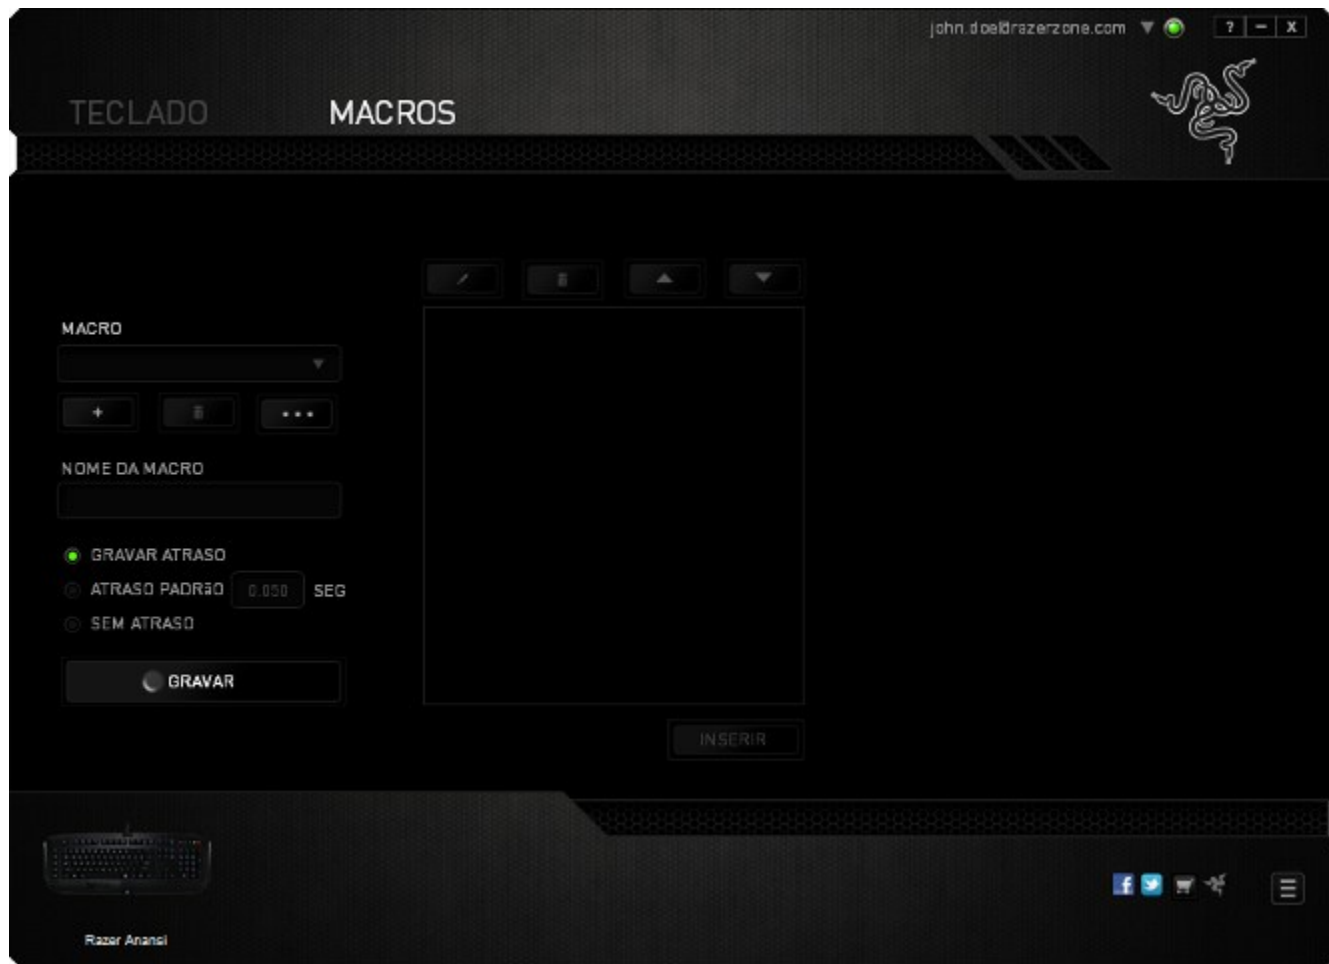 john.doe@razerzone.com
? – X
TECLADO MACROS
MACRO
+
NOME DA MACRO
GRAVAR ATRASO
ATRASO PADRãO 0.050 SEG
SEM ATRASO
GRAVAR
INSERIR
Razer Anansi